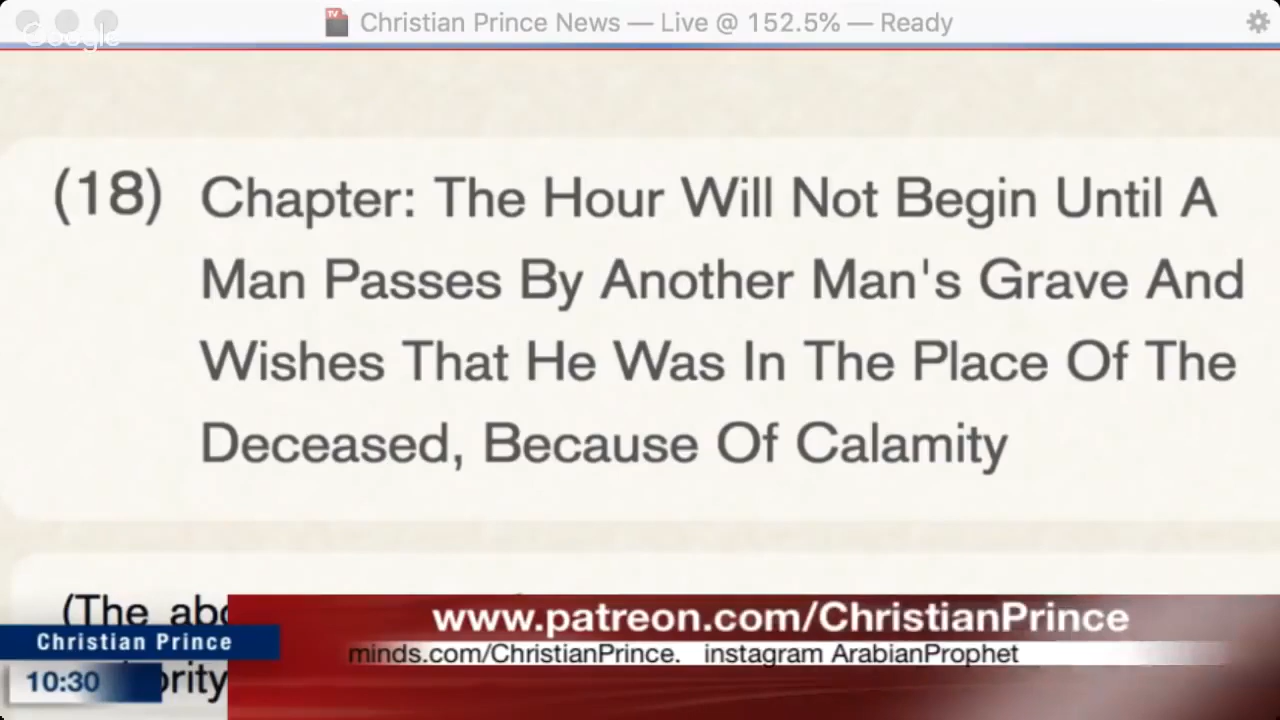 Christian Prince News — Live @ 152.5% — Ready
Google
(18) Chapter: The Hour Will Not Begin Until A
Man Passes By Another Man's Grave And
Wishes That He Was In The Place Of The
Deceased, Because Of Calamity
(The
www.patreon.com/ChristianPrince
Christian Prince
minds.com/ChristianPrince. instagram ArabianProphet
10:30